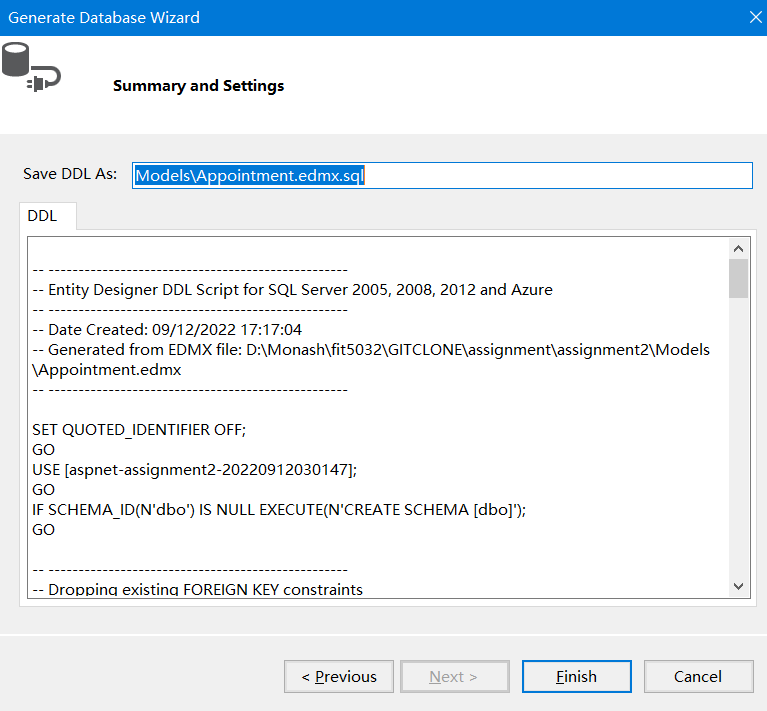 Generate Database Wizard
Summary and Settings
Save DDL As: Models\Appointment.edmx.sql
DDL
-- --------------------------------------------------
-- Entity Designer DDL Script for SQL Server 2005, 2008, 2012 and Azure
-- --------------------------------------------------
-- Date Created: 09/12/2022 17:17:04
-- Generated from EDMX file: D:\Monash\fit5032\GITCLONE\assignment\assignment2\Models
\Appointment.edmx
-- --------------------------------------------------
SET QUOTED_IDENTIFIER OFF;
GO
USE [aspnet-assignment2-20220912030147];
GO
IF SCHEMA_ID(N'dbo') IS NULL EXECUTE(N'CREATE SCHEMA [dbo]');
GO
-- --------------------------------------------------
-- Dropping existing FOREIGN KEY constraints
< Previous
Next >
Finish
Cancel